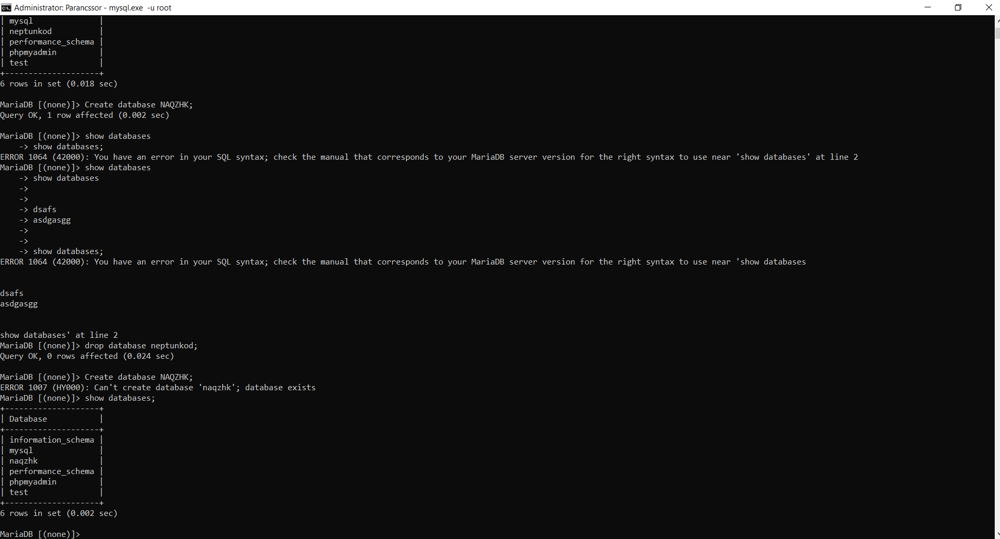 Administrator: Parancssor - mysql.exe  -u root
| mysql              |
| neptunkod          |
| performance_schema |
| phpmyadmin         |
| test               |
+--------------------+
6 rows in set (0.018 sec)
MariaDB [(none)]> Create database NAQZHK;
Query OK, 1 row affected (0.002 sec)
MariaDB [(none)]> show databases
    -> show databases;
ERROR 1064 (42000): You have an error in your SQL syntax; check the manual that corresponds to your MariaDB server version for the right syntax to use near 'show databases' at line 2
MariaDB [(none)]> show databases
    -> show databases
    ->
    ->
    -> dsafs
    -> asdgasgg
    ->
    ->
    -> show databases;
ERROR 1064 (42000): You have an error in your SQL syntax; check the manual that corresponds to your MariaDB server version for the right syntax to use near 'show databases
dsafs
asdgasgg
show databases' at line 2
MariaDB [(none)]> drop database neptunkod;
Query OK, 0 rows affected (0.024 sec)
MariaDB [(none)]> Create database NAQZHK;
ERROR 1007 (HY000): Can't create database 'naqzhk'; database exists
MariaDB [(none)]> show databases;
+--------------------+
| Database           |
+--------------------+
| information_schema |
| mysql              |
| naqzhk             |
| performance_schema |
| phpmyadmin         |
| test               |
+--------------------+
6 rows in set (0.002 sec)
MariaDB [(none)]>